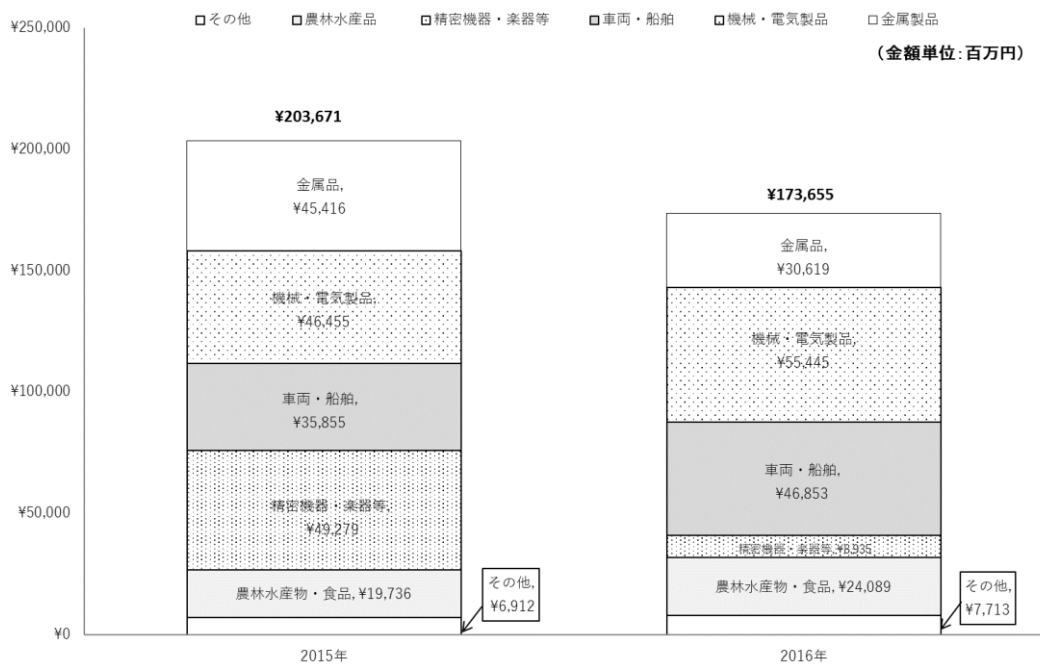 □その他 □農林水産品 □精密機器・楽器等 □車両・船舶 □機械・電気製品 □金属製品
¥250,000
(金額単位:百万円)
¥203,671
¥200,000
金属品,
¥45,416
¥173,655
金属品,
¥30,619
¥150,000
機械・電気製品,
¥46,455
機械・電気製品,
¥55,445
¥100,000
車両・船舶,
¥35,855
車両・船舶,
¥46,853
¥50,000
精密機器・楽器等,
¥49,279
精密機器・楽器等, ¥8,935
農林水産物・食品, ¥19,736
その他,
¥6,912
農林水産物・食品, ¥24,089
その他,
¥7,713
¥0
2015年
2016年